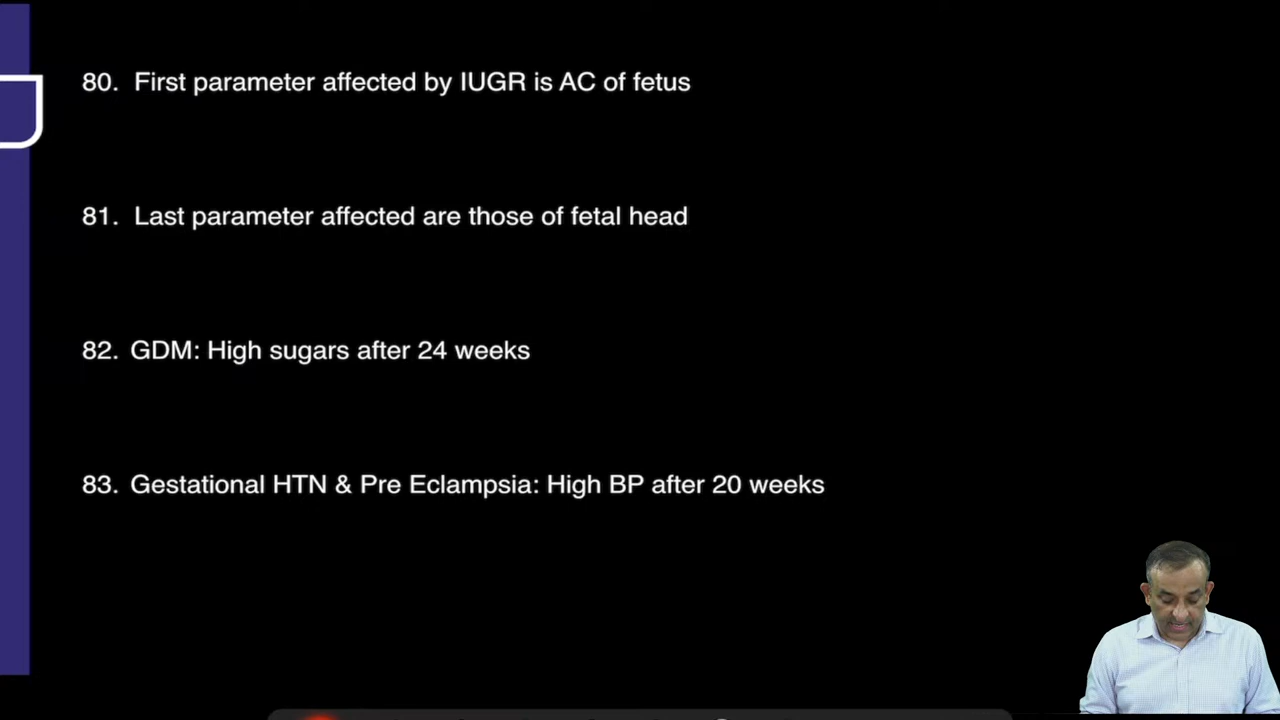 80. First parameter affected by IUGR is AC of fetus
81. Last parameter affected are those of fetal head
82. GDM: High sugars after 24 weeks
83. Gestational HTN & Pre Eclampsia: High BP after 20 weeks